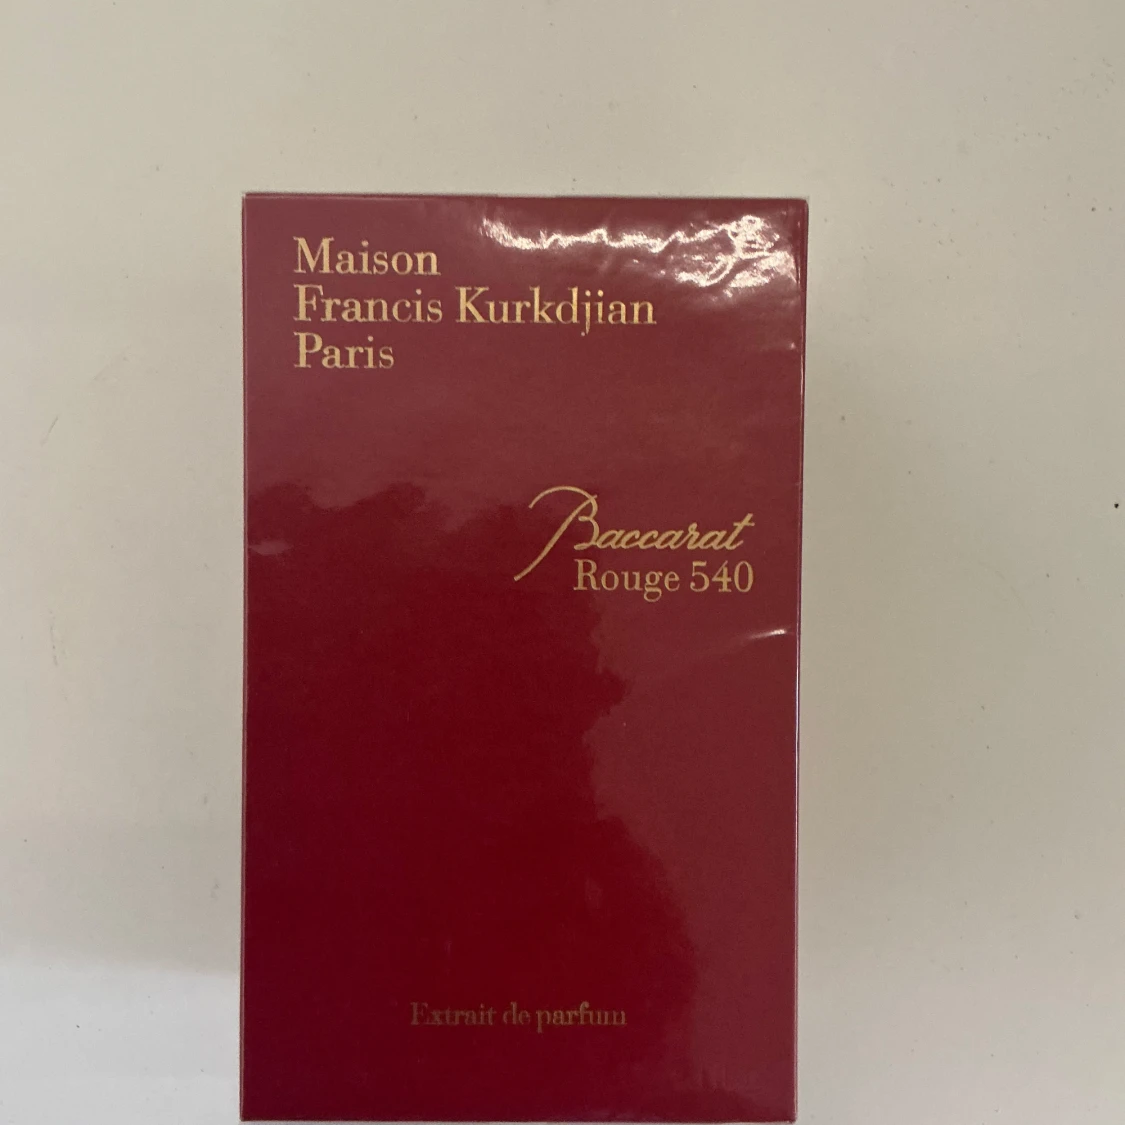 Maison
Francis Kurkdjian
Paris
Baccarat
Rouge 540
Extrait de parfum